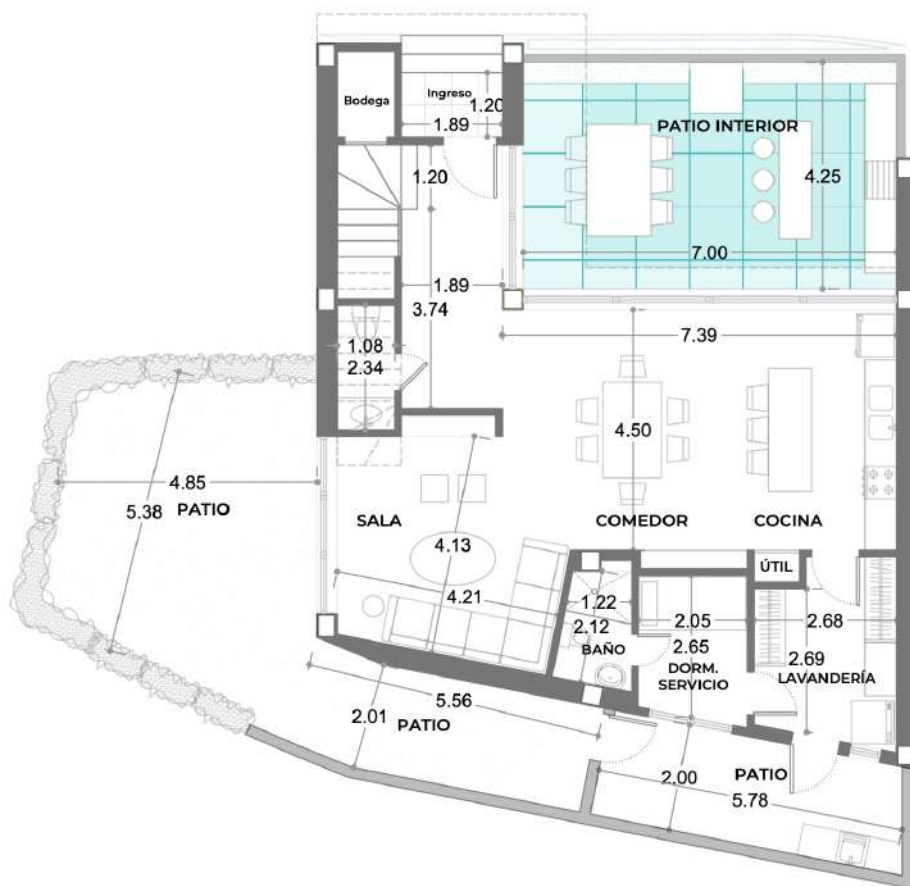 Bodega
Ingreso
1.20
1.89
PATIO INTERIOR
1.20
4.25
7.00
1.89
3.74
7.39
1.08
2.34
4.50
4.85
5.38
PATIO
SALA
COMEDOR
COCINA
4.13
ÚTIL
4.21
1.22
2.05
2.68
2.12
BAÑO
2.65
DORM.
SERVICIO
2.69
LAVANDERÍA
5.56
2.01
PATIO
2.00
PATIO
5.78